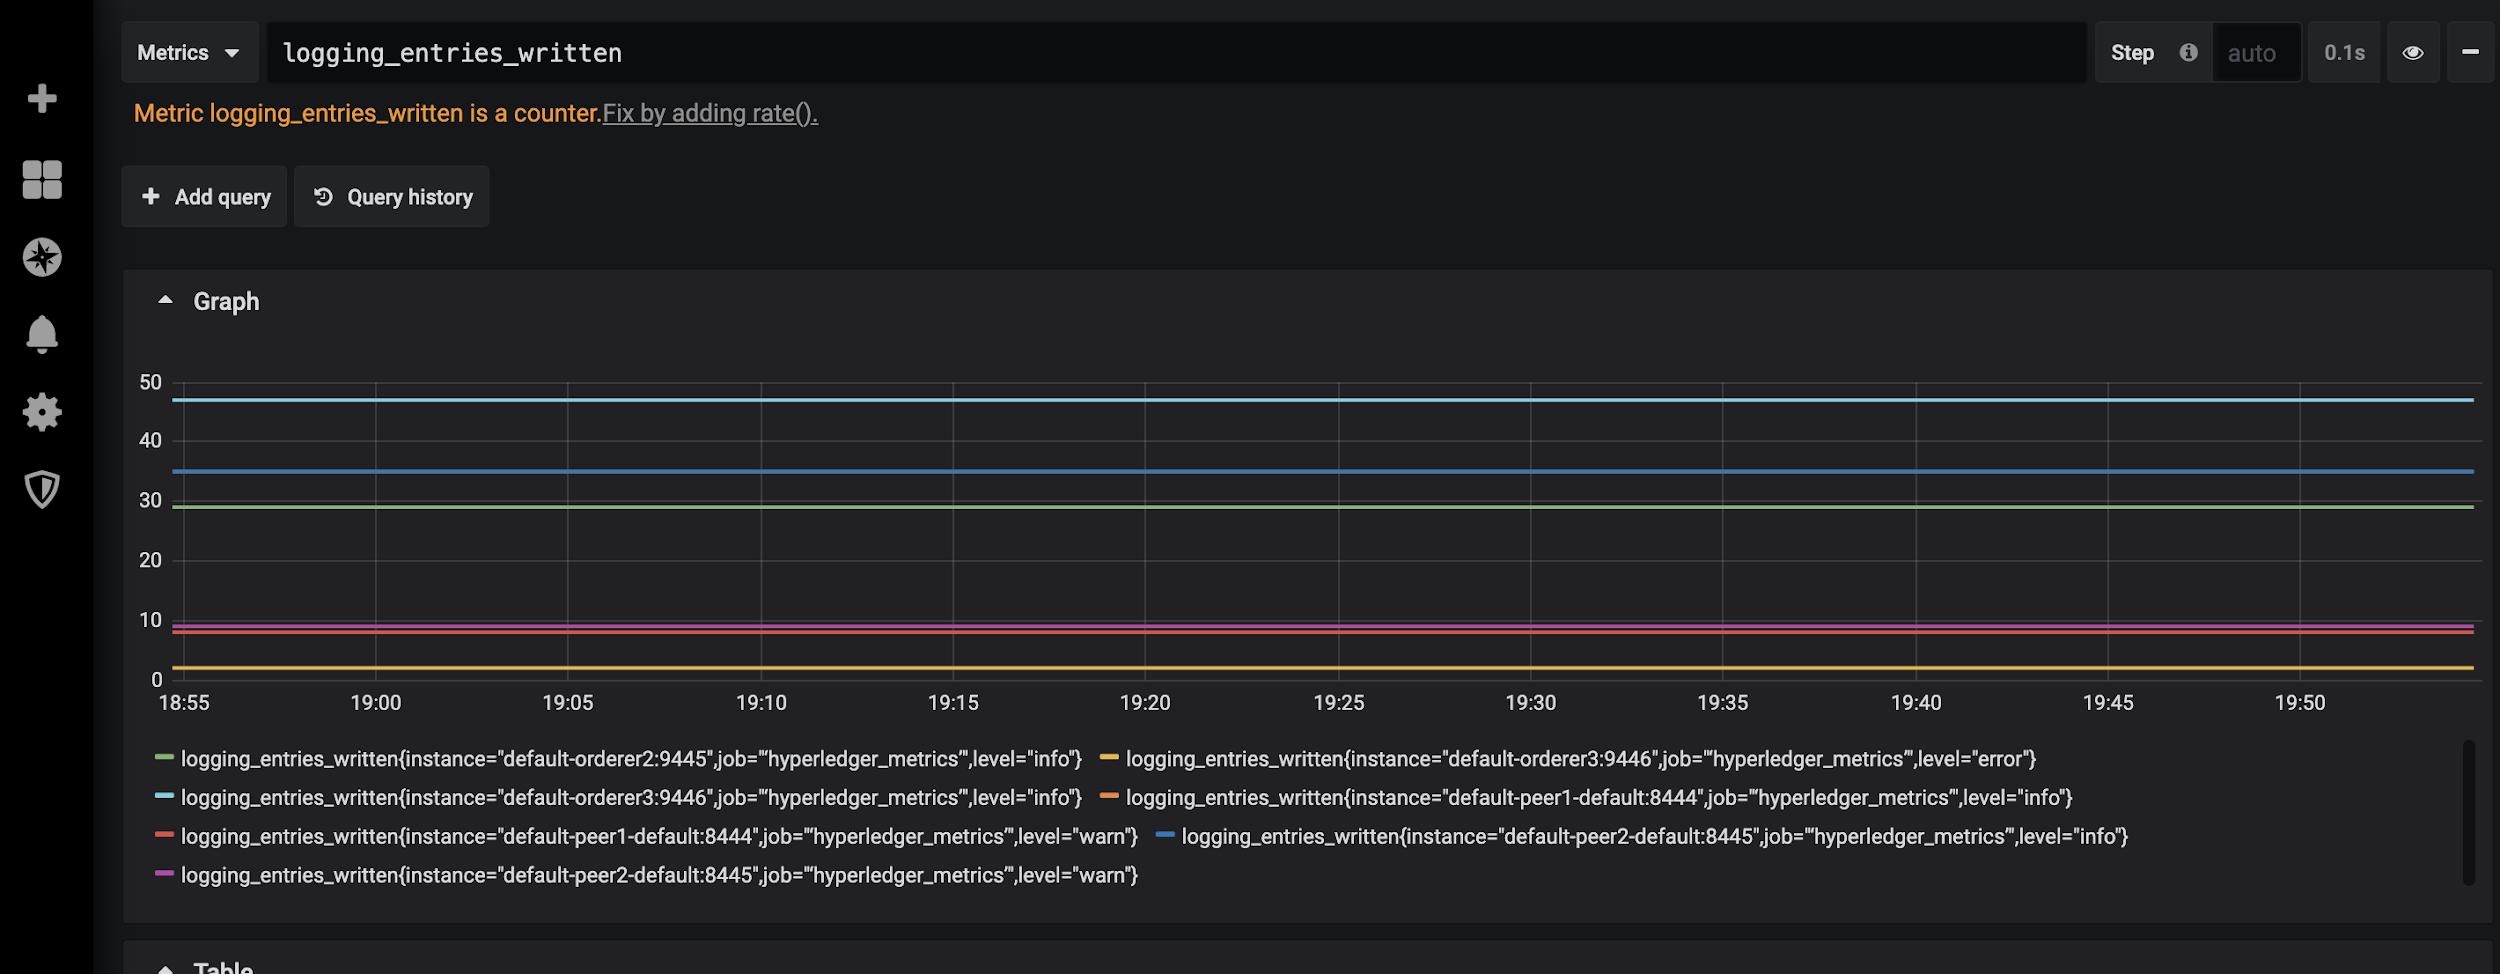 Metrics logging_entries_written Step auto 0.1s
Metric logging_entries_written is a counter.Fix by adding rate().
Add query Query history
Graph
50
40
30
20
10
0
18:55 19:00 19:05 19:10 19:15 19:20 19:25 19:30 19:35 19:40 19:45 19:50
logging_entries_written{instance="default-orderer2:9445",job="‘hyperledger_metrics’",level="info"} logging_entries_written{instance="default-orderer3:9446",job="‘hyperledger_metrics’",level="error"}
logging_entries_written{instance="default-orderer3:9446",job="‘hyperledger_metrics’",level="info"} logging_entries_written{instance="default-peer1-default:8444",job="‘hyperledger_metrics’",level="info"}
logging_entries_written{instance="default-peer1-default:8444",job="‘hyperledger_metrics’",level="warn"} logging_entries_written{instance="default-peer2-default:8445",job="‘hyperledger_metrics’",level="info"}
logging_entries_written{instance="default-peer2-default:8445",job="‘hyperledger_metrics’",level="warn"}
Table